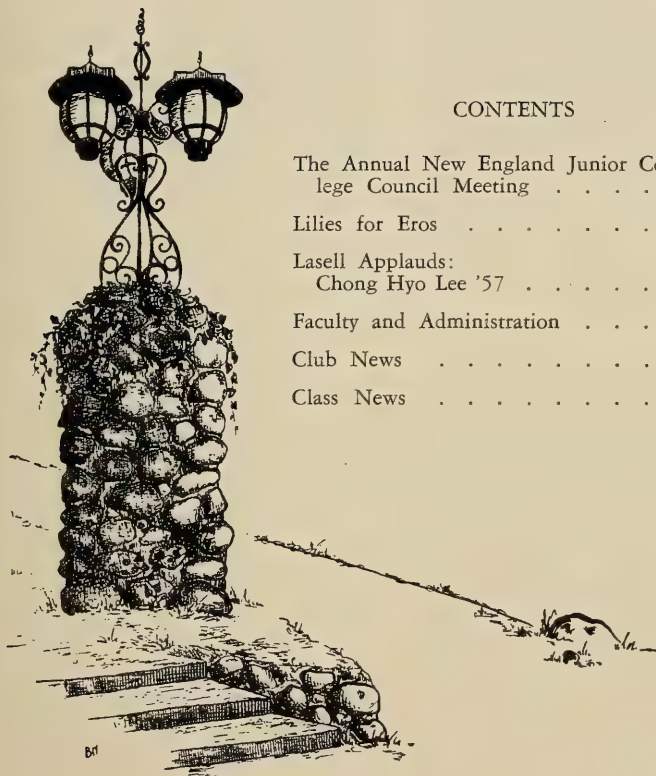 CONTENTS
The Annual New England Junior Co
lege Council Meeting . . . .
Lilies for Eros . . . . . . . .
Lasell Applauds:
Chong Hyo Lee '57 . . . . .
Faculty and Administration . . . .
Club News . . . . . . . . .
Class News . . . . . . . . .
BM